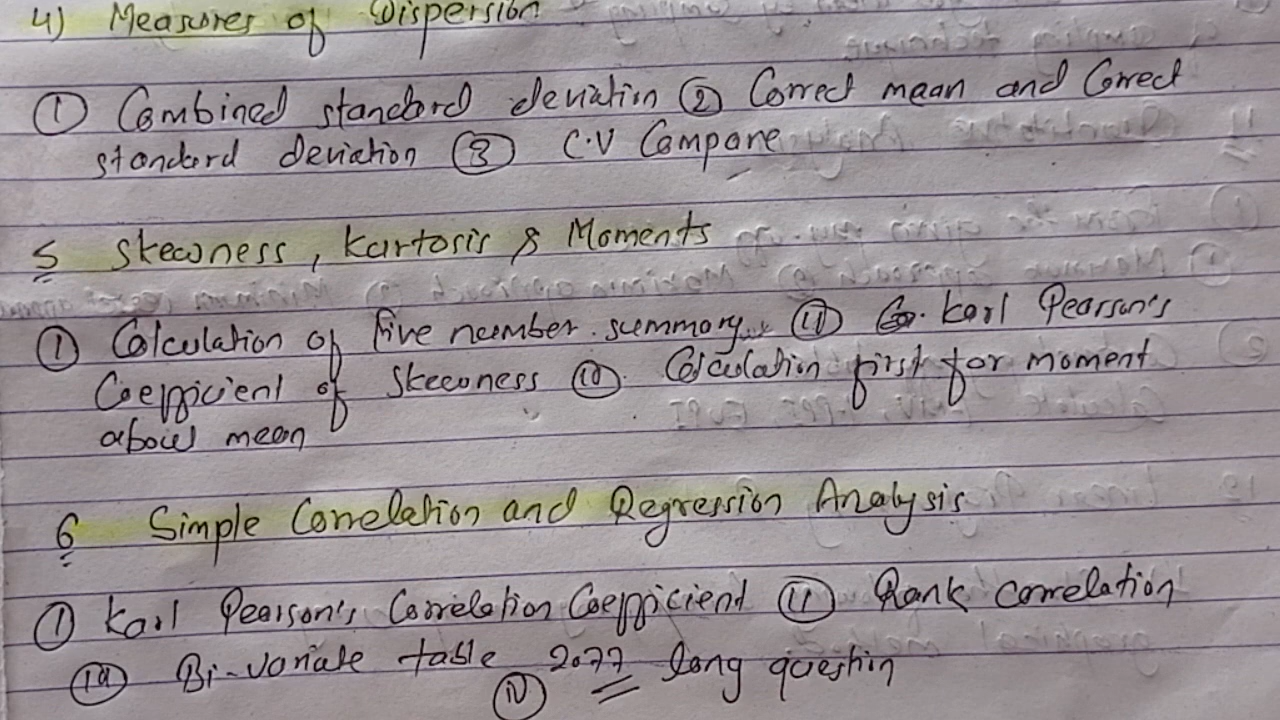 4) Measures of Dispersion
① Combined standard deviation ② Correct mean and Correct
standard deviation ③ C.V Compare
5 Skewness, kurtosis & Moments
① Calculation of five number summary ⑪ Karl Pearson's
Coefficient of Skewness ⑩ Calculation first for moment
about mean
6 Simple Correlation and Regression Analysis
① Karl Pearson's Correlation Coefficient ⑪ Rank correlation
Bi-variate table ⓘⓥ 2077 long question